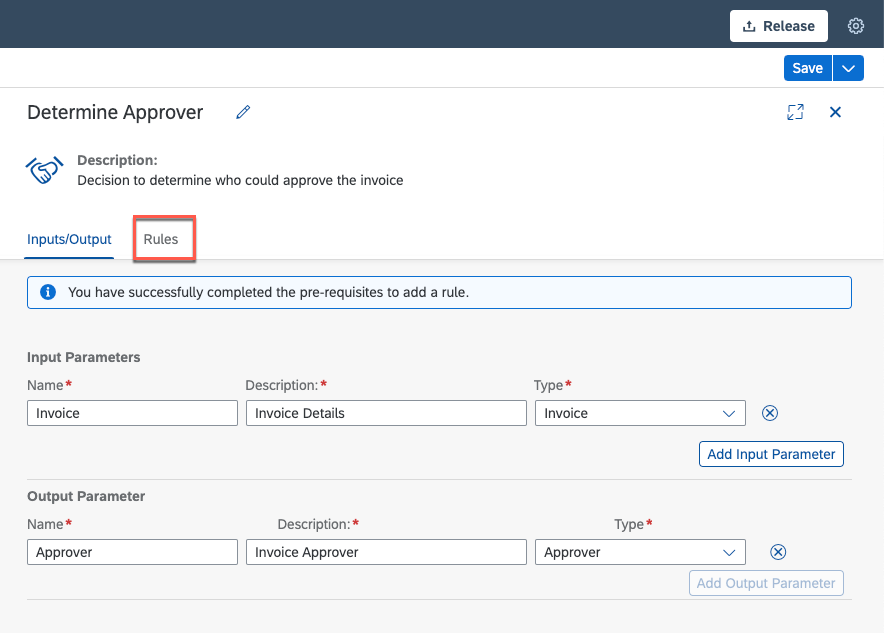 Release
Save
Determine Approver
Description:
Decision to determine who could approve the invoice
Inputs/Output Rules
You have successfully completed the pre-requisites to add a rule.
Input Parameters
Name* Description:* Type*
Invoice Invoice Details Invoice
Add Input Parameter
Output Parameter
Name* Description:* Type*
Approver Invoice Approver Approver
Add Output Parameter